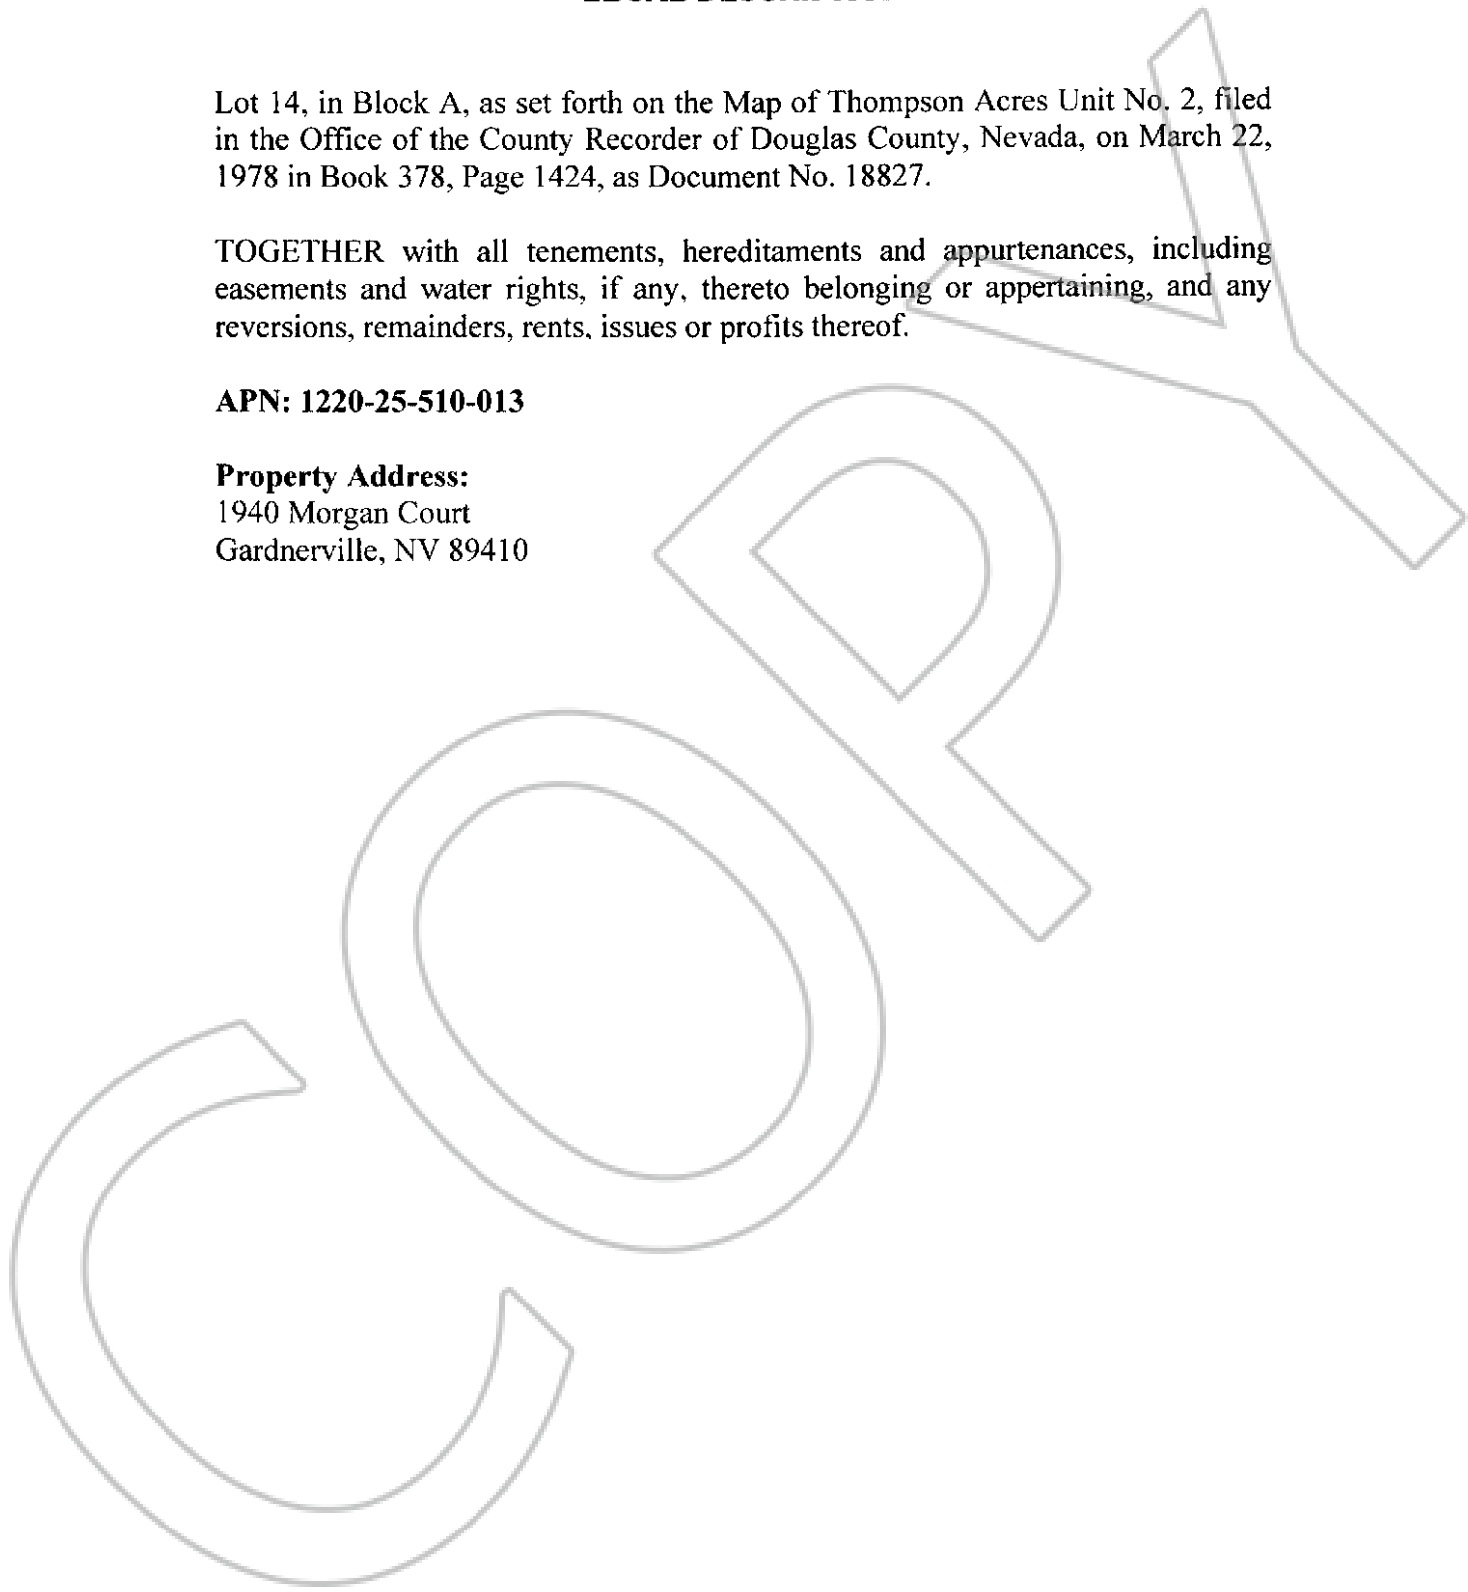 Lot 14, in Block A, as set forth on the Map of Thompson Acres Unit No. 2, filed
in the Office of the County Recorder of Douglas County, Nevada, on March 22,
1978 in Book 378, Page 1424, as Document No. 18827.
TOGETHER with all tenements, hereditaments and appurtenances, including
easements and water rights, if any, thereto belonging or appertaining, and any
reversions, remainders, rents, issues or profits thereof.
APN: 1220-25-510-013
Property Address:
1940 Morgan Court
Gardnerville, NV 89410
COPY